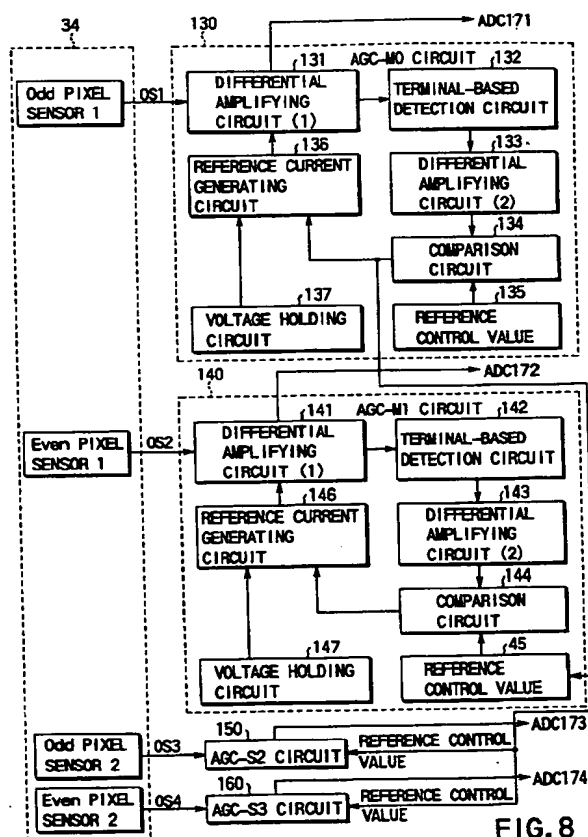 34
130
ADC171
131
AGC-M0 CIRCUIT
132
Odd PIXEL
SENSOR 1
OS1
DIFFERENTIAL
AMPLIFYING
CIRCUIT (1)
TERMINAL-BASED
DETECTION CIRCUIT
136
133
REFERENCE CURRENT
GENERATING
CIRCUIT
DIFFERENTIAL
AMPLIFYING
CIRCUIT (2)
134
COMPARISON
CIRCUIT
137
135
VOLTAGE HOLDING
CIRCUIT
REFERENCE
CONTROL VALUE
140
ADC172
141
AGC-M1 CIRCUIT
142
Even PIXEL
SENSOR 1
OS2
DIFFERENTIAL
AMPLIFYING
CIRCUIT (1)
TERMINAL-BASED
DETECTION CIRCUIT
146
143
REFERENCE CURRENT
GENERATING
CIRCUIT
DIFFERENTIAL
AMPLIFYING
CIRCUIT (2)
144
COMPARISON
CIRCUIT
147
45
VOLTAGE HOLDING
CIRCUIT
REFERENCE
CONTROL VALUE
150
ADC173
Odd PIXEL
SENSOR 2
OS3
AGC-S2 CIRCUIT
REFERENCE CONTROL
VALUE
160
ADC174
Even PIXEL
SENSOR 2
OS4
AGC-S3 CIRCUIT
REFERENCE CONTROL
VALUE
FIG. 8